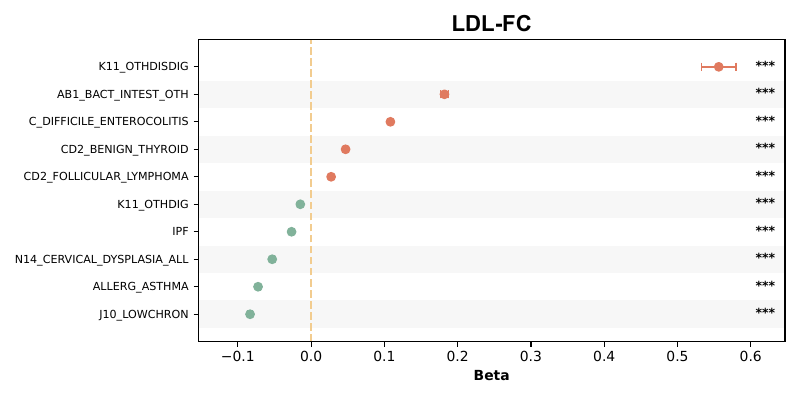 LDL-FC
K11_OTHDISDIG ***
AB1_BACT_INTEST_OTH ***
C_DIFFICILE_ENTEROCOLITIS ***
CD2_BENIGN_THYROID ***
CD2_FOLLICULAR_LYMPHOMA ***
K11_OTHDIG ***
IPF ***
N14_CERVICAL_DYSPLASIA_ALL ***
ALLERG_ASTHMA ***
J10_LOWCHRON ***
−0.1 0.0 0.1 0.2 0.3 0.4 0.5 0.6
Beta